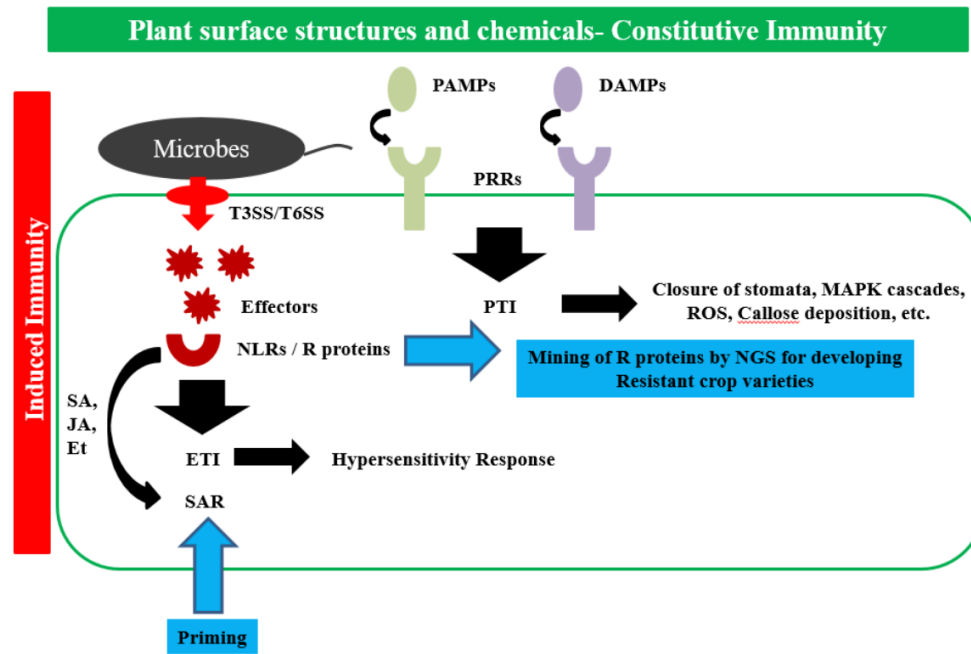 Plant surface structures and chemicals- Constitutive Immunity
Induced Immunity
PAMPs
DAMPs
Microbes
PRRs
T3SS/T6SS
Effectors
PTI
Closure of stomata, MAPK cascades,
ROS, Callose deposition, etc.
NLRs / R proteins
Mining of R proteins by NGS for developing
Resistant crop varieties
SA,
JA,
Et
ETI
Hypersensitivity Response
SAR
Priming